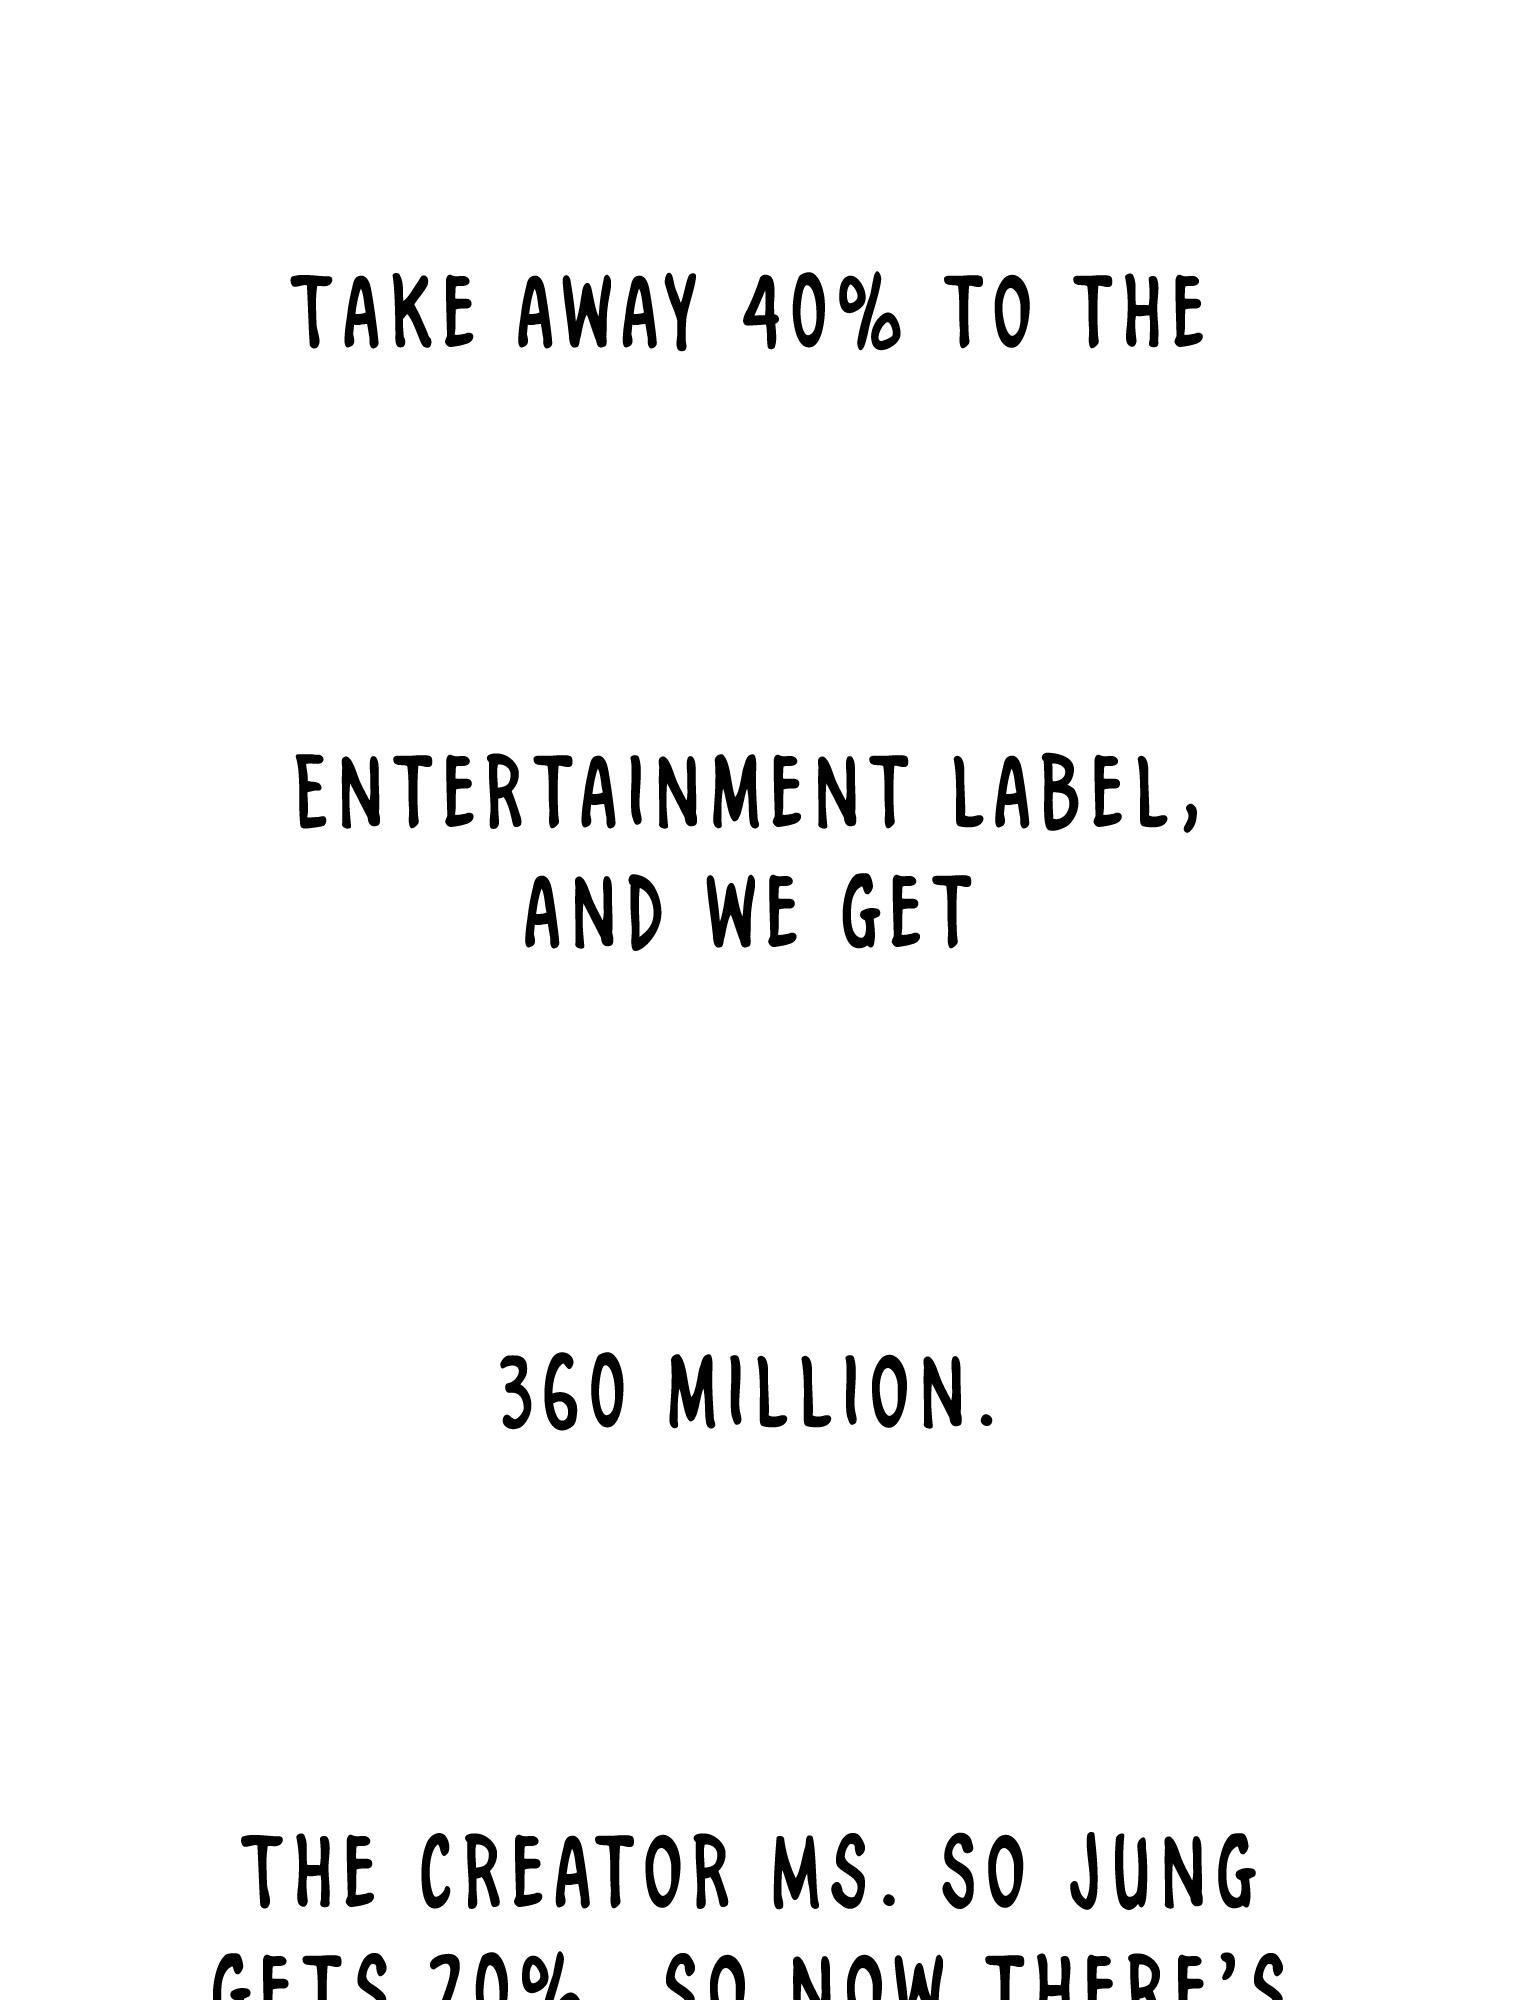 TAKE AWAY 40% TO THE
ENTERTAINMENT LABEL,
AND WE GET
360 MILLION.
THE CREATOR MS. SO JUNG
GETS SO NOW THERE’S